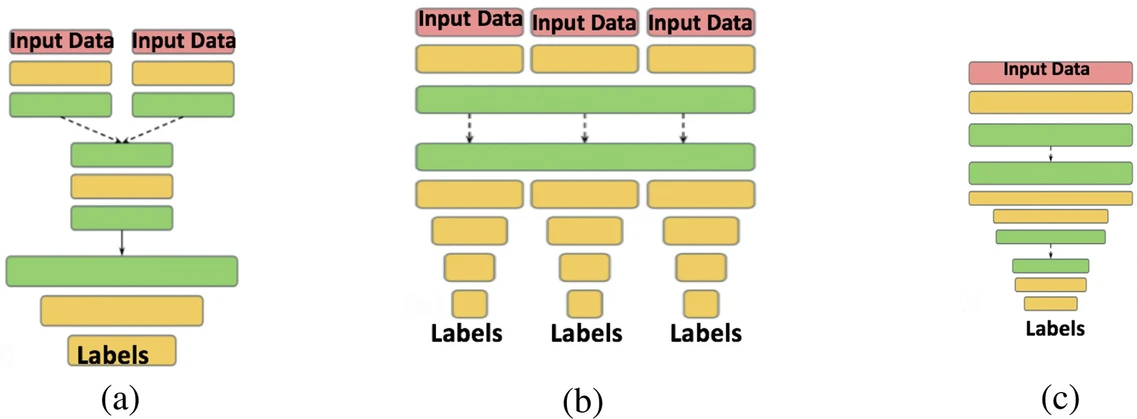 Input Data Input Data
Labels
(a)
Input Data Input Data Input Data
Labels Labels Labels
(b)
Input Data
Labels
(c)